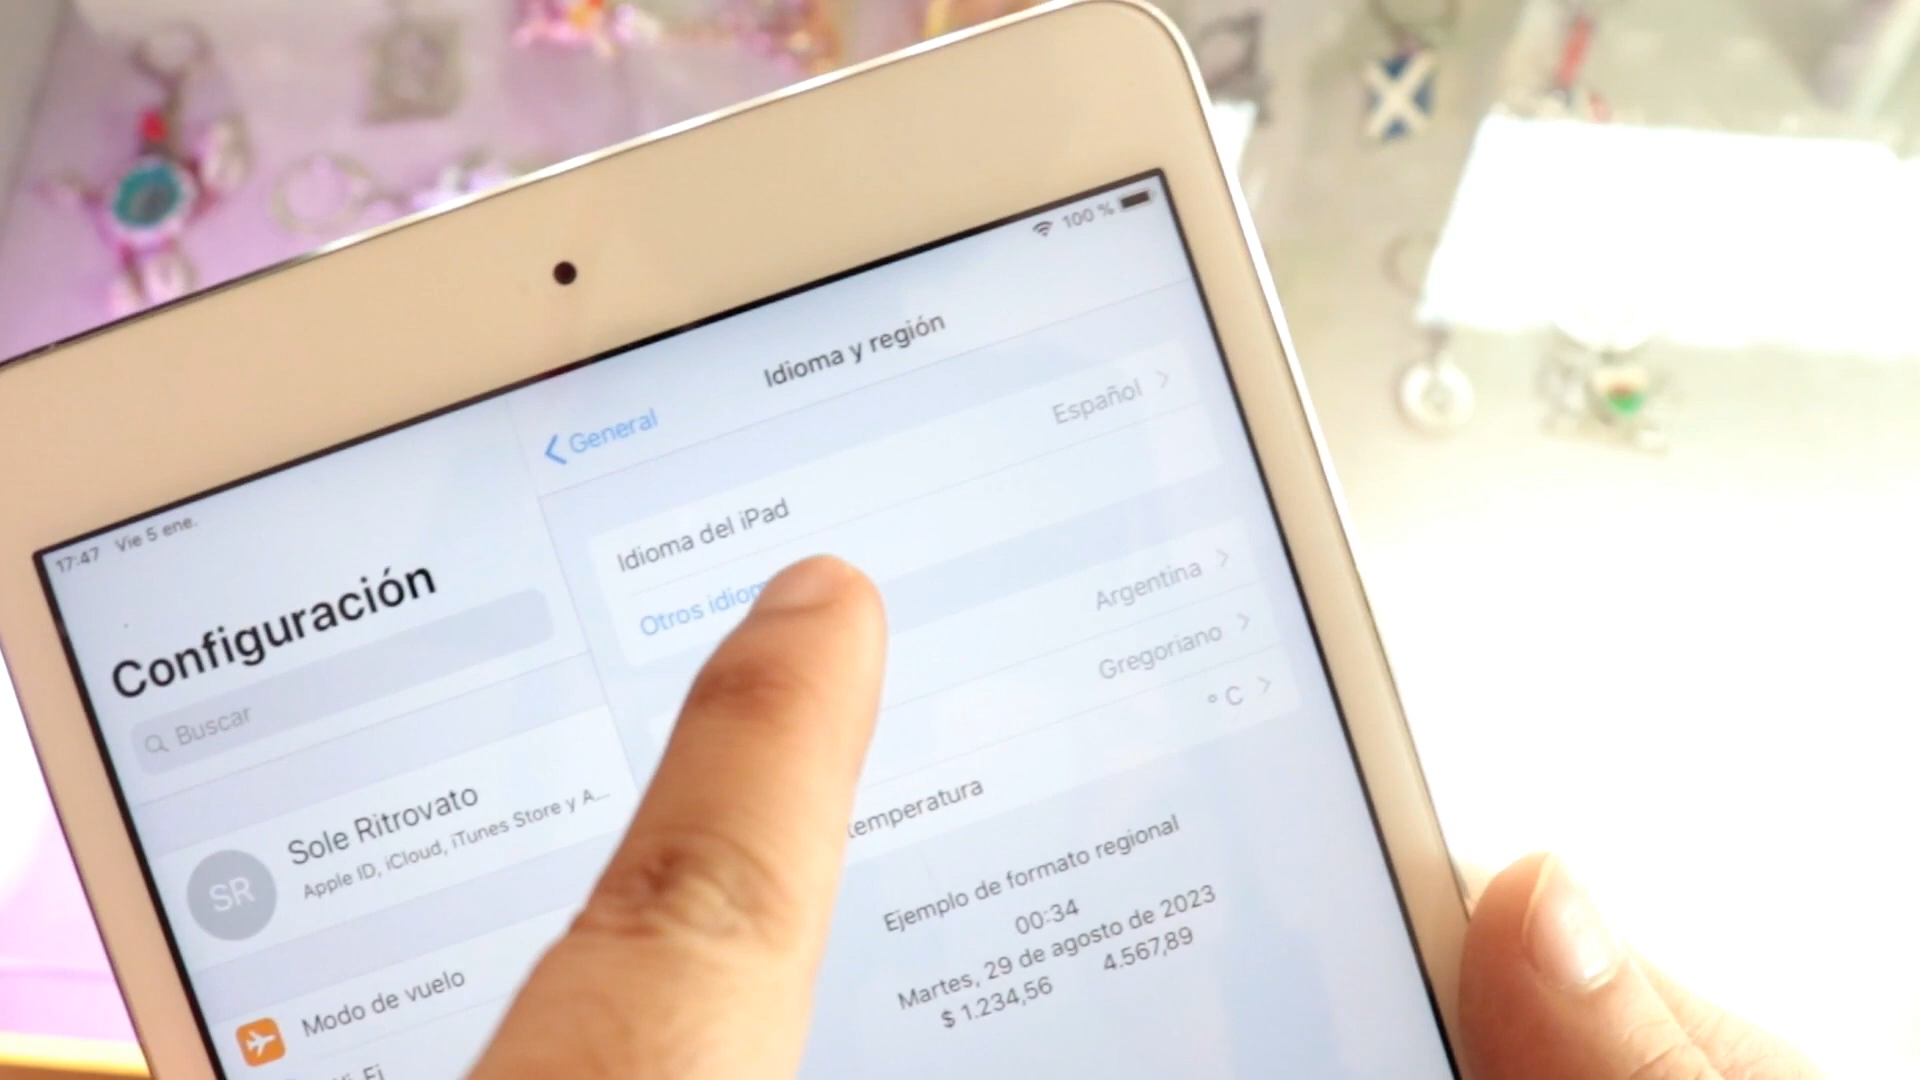 17:47 Vie 5 ene.
100 %
Configuración
Buscar
Sole Ritrovato
Apple ID, iCloud, iTunes Store y A...
SR
Modo de vuelo
General
Idioma y región
Idioma del iPad Español
Otros
Argentina
Gregoriano
temperatura ° C
Ejemplo de formato regional
00:34
Martes, 29 de agosto de 2023
$ 1.234,56 4.567,89